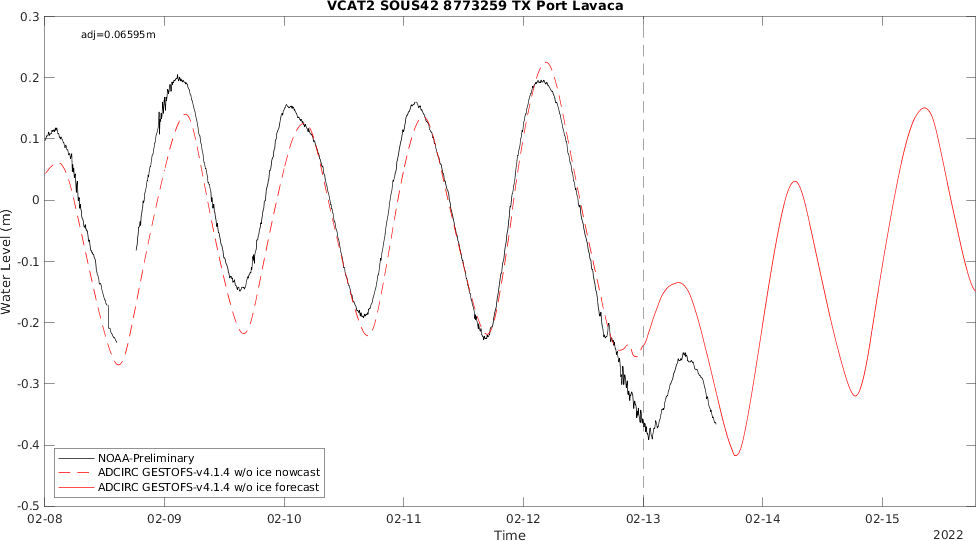 VCAT2 SOUS42 8773259 TX Port Lavaca
adj=0.06595m
0.3
0.2
0.1
0
-0.1
-0.2
-0.3
-0.4
-0.5
Water Level (m)
NOAA-Preliminary
ADCIRC GESTOFS-v4.1.4 w/o ice nowcast
ADCIRC GESTOFS-v4.1.4 w/o ice forecast
02-08 02-09 02-10 02-11 02-12 02-13 02-14 02-15
Time
2022